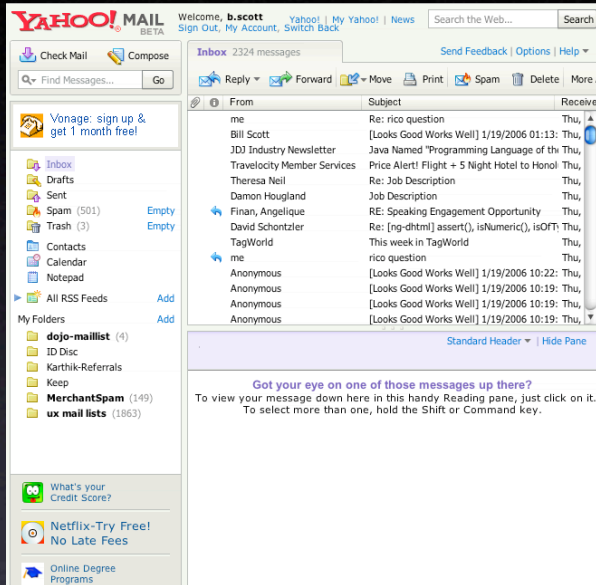 YAHOO! MAIL
BETA
Welcome, b.scott Yahoo! | My Yahoo! | News
Sign Out, My Account, Switch Back
Search the Web...
Search
Check Mail Compose
Find Messages... Go
Vonage: sign up &
get 1 month free!
Inbox
Drafts
Sent
Spam (501) Empty
Trash (3) Empty
Contacts
Calendar
Notepad
All RSS Feeds Add
My Folders Add
dojo-maillist (4)
ID Disc
Karthik-Referrals
Keep
MerchantSpam (149)
ux mail lists (1863)
What's your
Credit Score?
Netflix-Try Free!
No Late Fees
Online Degree
Programs
Inbox 2324 messages
Send Feedback | Options | Help
Reply Forward Move Print Spam Delete More
From Subject Receive
me Re: rico question Thu,
Bill Scott [Looks Good Works Well] 1/19/2006 01:13: Thu,
JDJ Industry Newsletter Java Named "Programming Language of the Thu,
Travelocity Member Services Price Alert! Flight + 5 Night Hotel to Honol Thu,
Theresa Neil Re: Job Description Thu,
Damon Hougland Job Description Thu,
Finan, Angelique RE: Speaking Engagement Opportunity Thu,
David Schontzler Re: [ng-dhtml] assert(), isNumeric(), isOfTy Thu,
TagWorld This week in TagWorld Thu,
me rico question Thu,
Anonymous [Looks Good Works Well] 1/19/2006 10:22: Thu,
Anonymous [Looks Good Works Well] 1/19/2006 10:19: Thu,
Anonymous [Looks Good Works Well] 1/19/2006 10:19: Thu,
Anonymous [Looks Good Works Well] 1/19/2006 10:19: Thu,
Standard Header | Hide Pane
Got your eye on one of those messages up there?
To view your message down here in this handy Reading pane, just click on it.
To select more than one, hold the Shift or Command key.